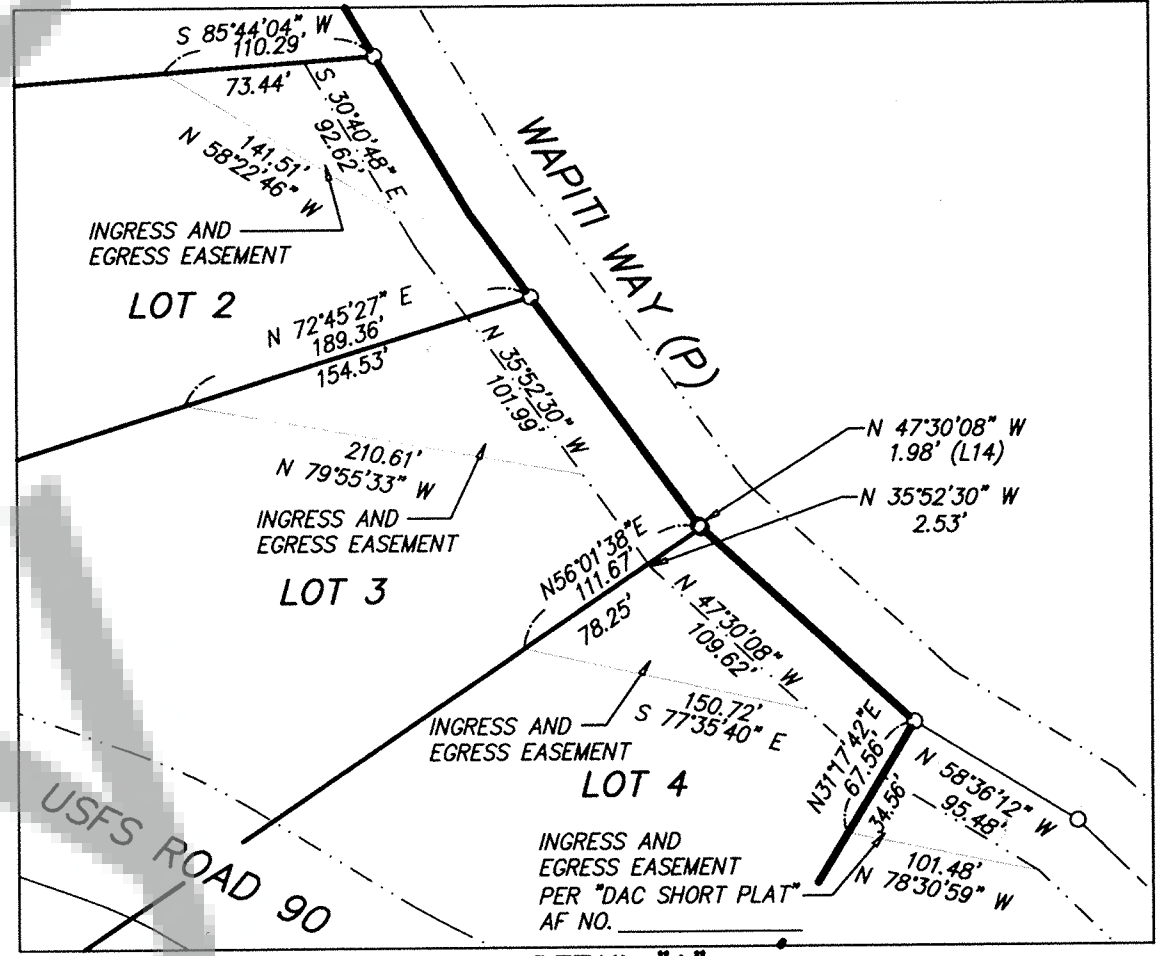 S 85°44'04" W
110.29'
73.44'
S 30°40'48" E
92.62'
141.51'
N 58°22'46" W
INGRESS AND
EGRESS EASEMENT
LOT 2
WAPITI WAY (P)
N 72°45'27" E
189.36'
154.53'
N 35°52'30" W
101.99'
210.61'
N 79°55'33" W
INGRESS AND
EGRESS EASEMENT
LOT 3
N 47°30'08" W
1.98' (L14)
N 35°52'30" W
2.53'
N56°01'38"E
111.67'
78.25'
N 47°30'08" W
109.62'
150.72'
S 77°35'40" E
INGRESS AND
EGRESS EASEMENT
LOT 4
N31°17'42"E
67.56'
34.56'
N 58°36'12" W
95.48'
101.48'
N 78°30'59" W
INGRESS AND
EGRESS EASEMENT
PER "DAC SHORT PLAT"
AF NO.
USFS ROAD 90